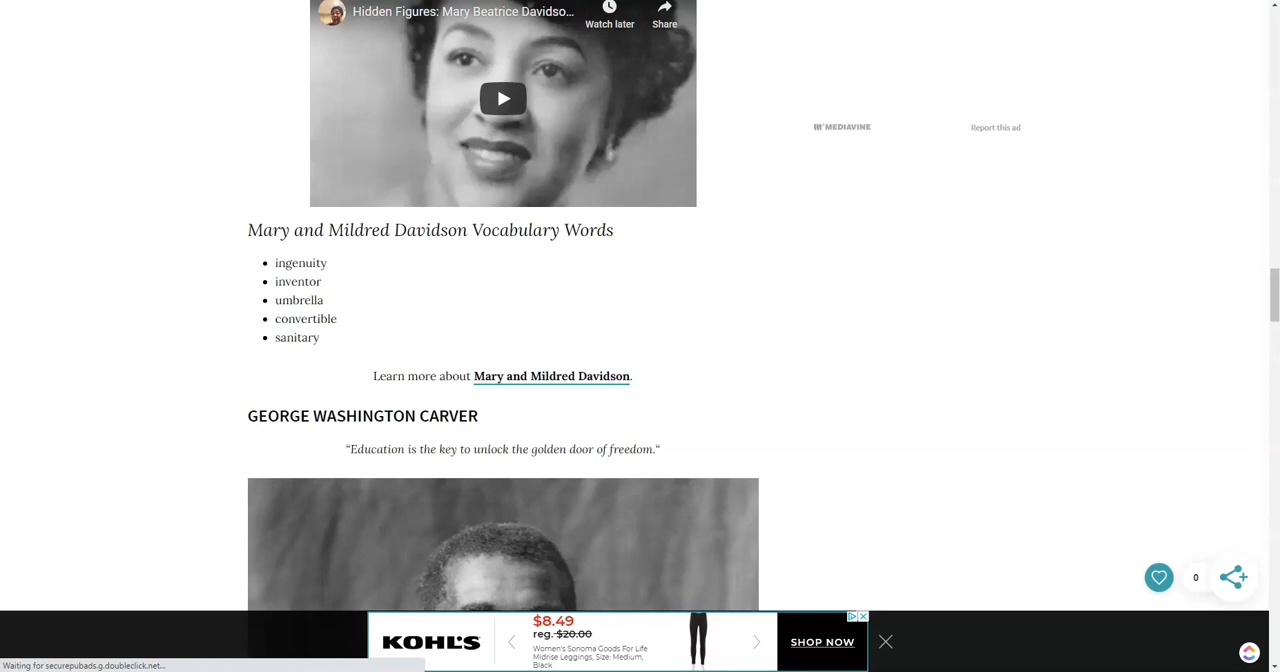 Hidden Figures: Mary Beatrice Davidso...
Watch later
Share
MEDIAVINE
Report this ad
Mary and Mildred Davidson Vocabulary Words
ingenuity
inventor
umbrella
convertible
sanitary
Learn more about Mary and Mildred Davidson.
GEORGE WASHINGTON CARVER
“Education is the key to unlock the golden door of freedom.“
0
KOHL'S
$8.49
reg. $20.00
Women's Sonoma Goods For Life
Midrise Leggings, Size: Medium,
Black
SHOP NOW
Waiting for securepubads.g.doubleclick.net...